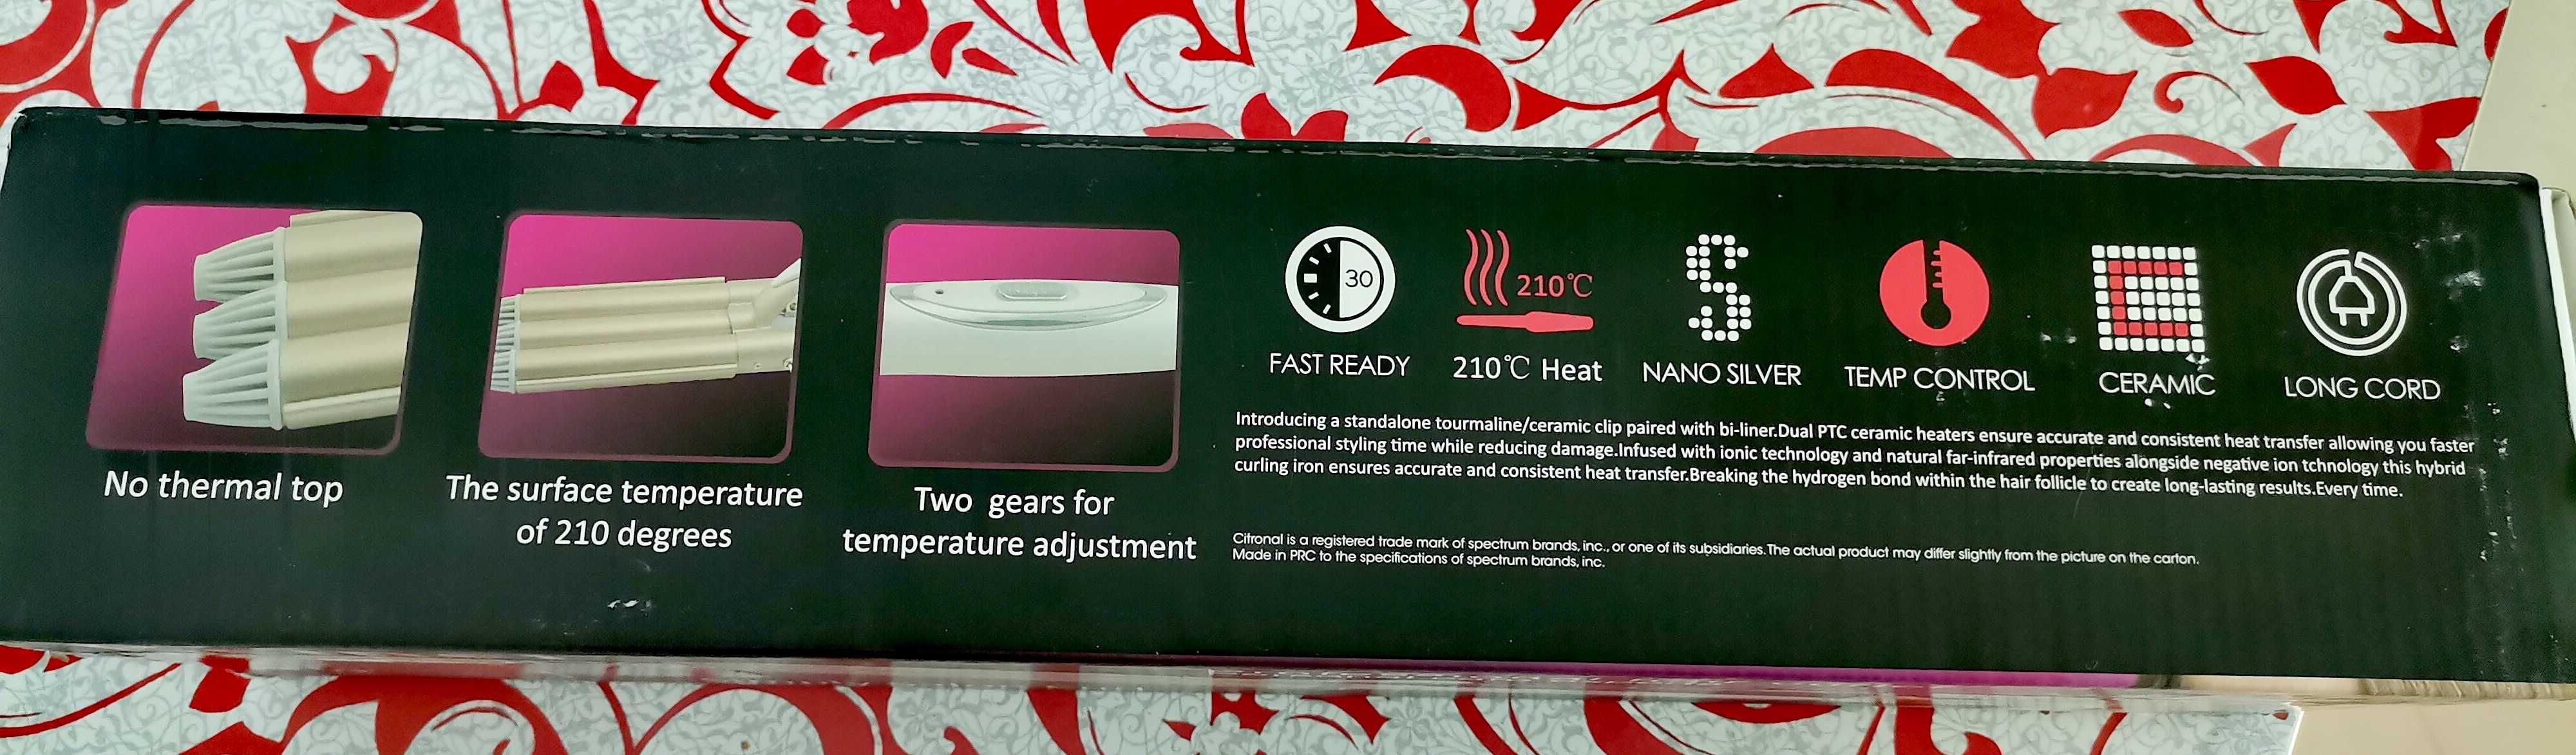 No thermal top
The surface temperature
of 210 degrees
Two gears for
temperature adjustment
30
FAST READY
210℃
210℃ Heat
NANO SILVER
TEMP CONTROL
CERAMIC
LONG CORD
Introducing a standalone tourmaline/ceramic clip paired with bi-liner.Dual PTC ceramic heaters ensure accurate and consistent heat transfer allowing you faster
professional styling time while reducing damage.Infused with ionic technology and natural far-infrared properties alongside negative ion tchnology this hybrid
curling iron ensures accurate and consistent heat transfer.Breaking the hydrogen bond within the hair follicle to create long-lasting results.Every time.
Citronal is a registered trade mark of spectrum brands, inc., or one of its subsidiaries.The actual product may differ slightly from the picture on the carton.
Made in PRC to the specifications of spectrum brands, inc.